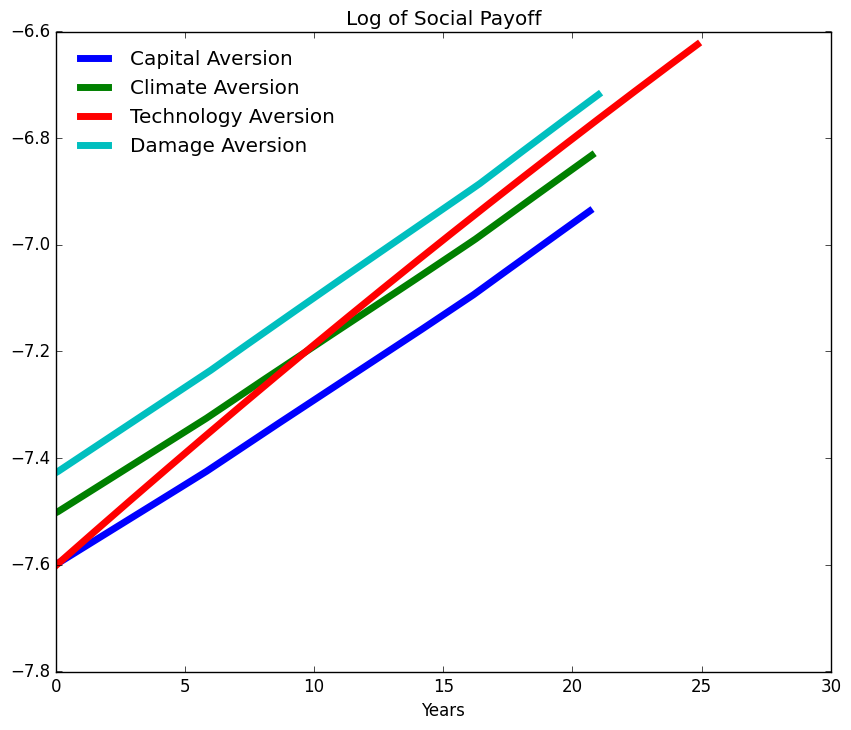 Log of Social Payoff
−6.6
−6.8
−7.0
−7.2
−7.4
−7.6
−7.8
Capital Aversion
Climate Aversion
Technology Aversion
Damage Aversion
0 5 10 15 20 25 30
Years